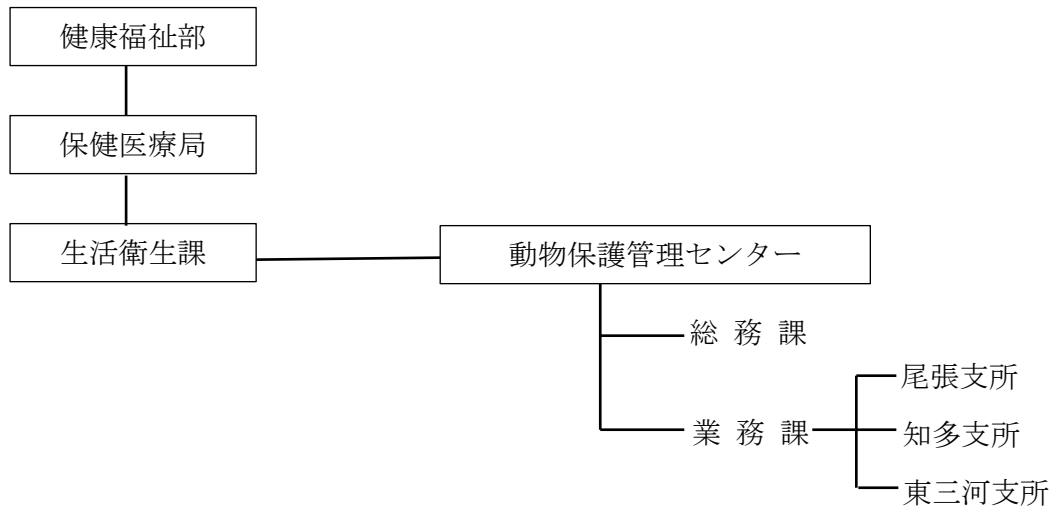 健康福祉部
保健医療局
生活衛生課
動物保護管理センター
総務課
業務課
尾張支所
知多支所
東三河支所